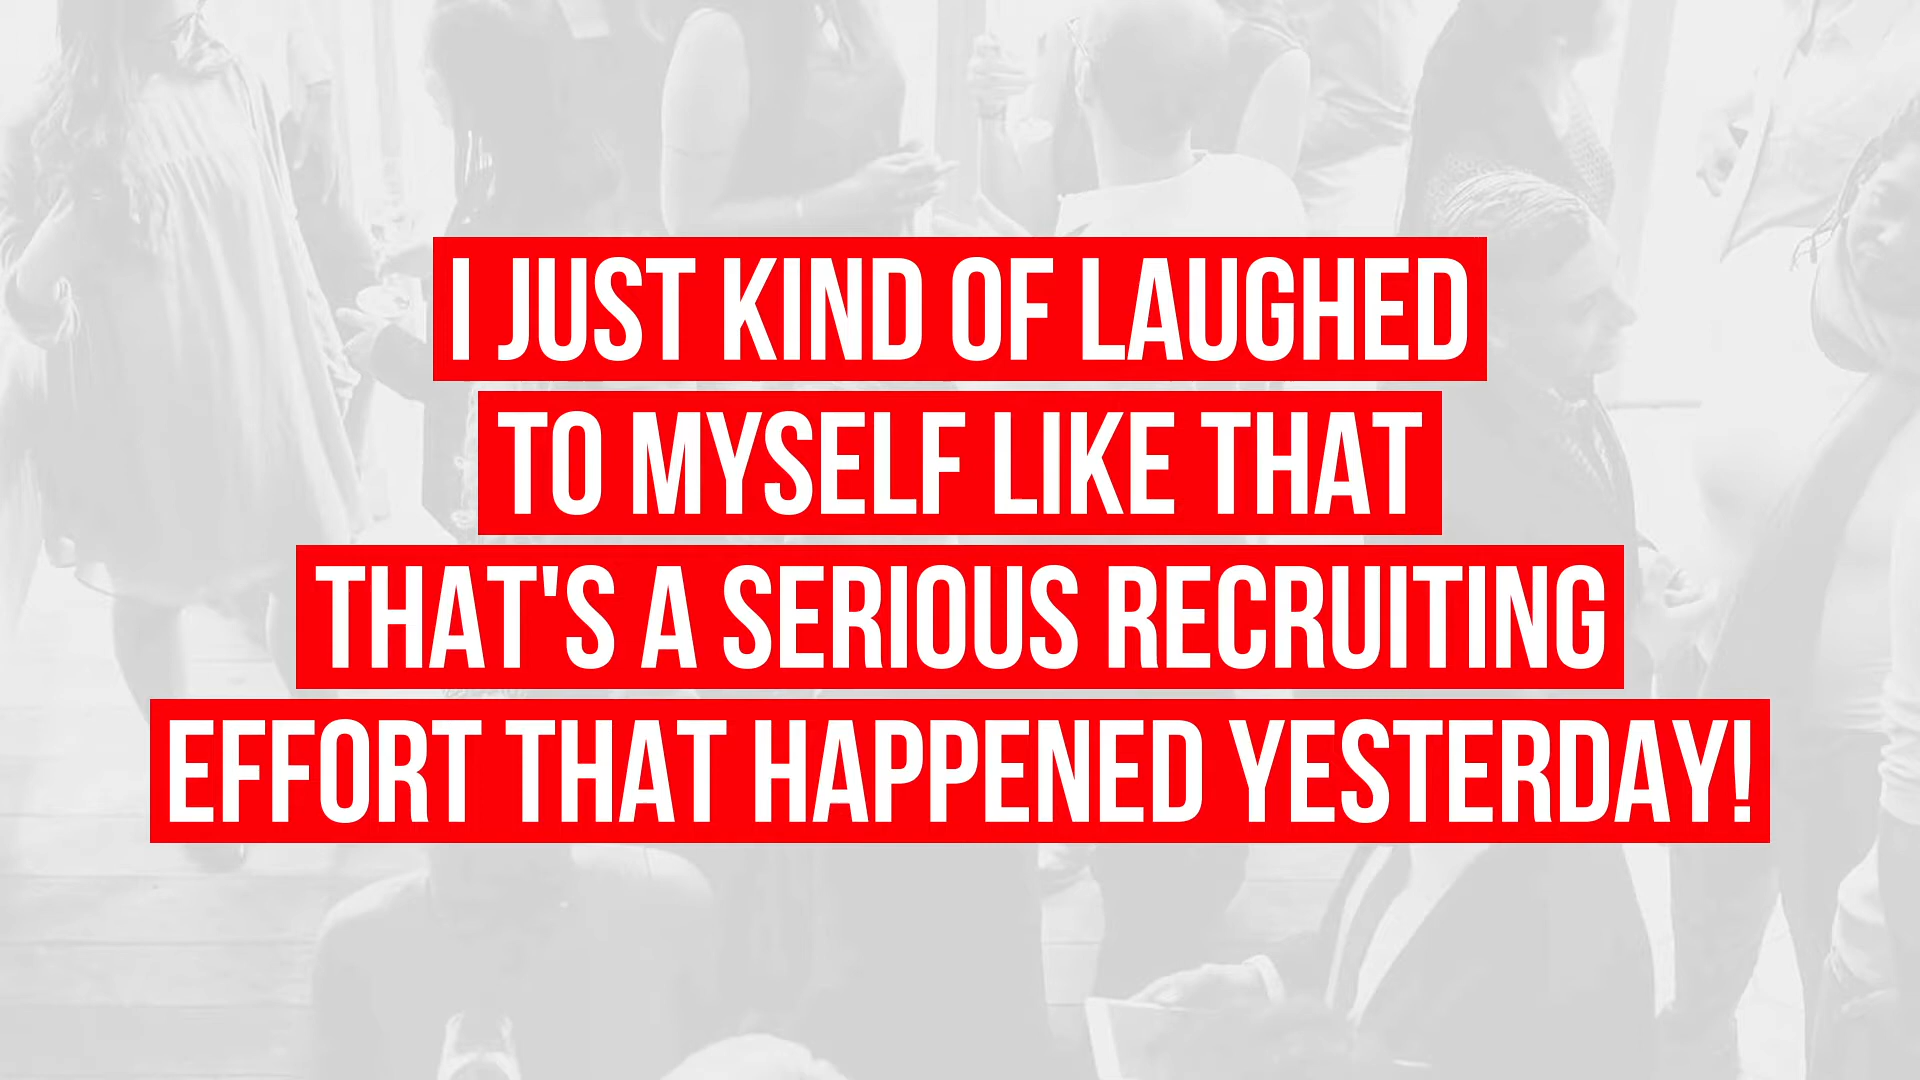 I JUST KIND OF LAUGHED
TO MYSELF LIKE THAT
THAT'S A SERIOUS RECRUITING
EFFORT THAT HAPPENED YESTERDAY!